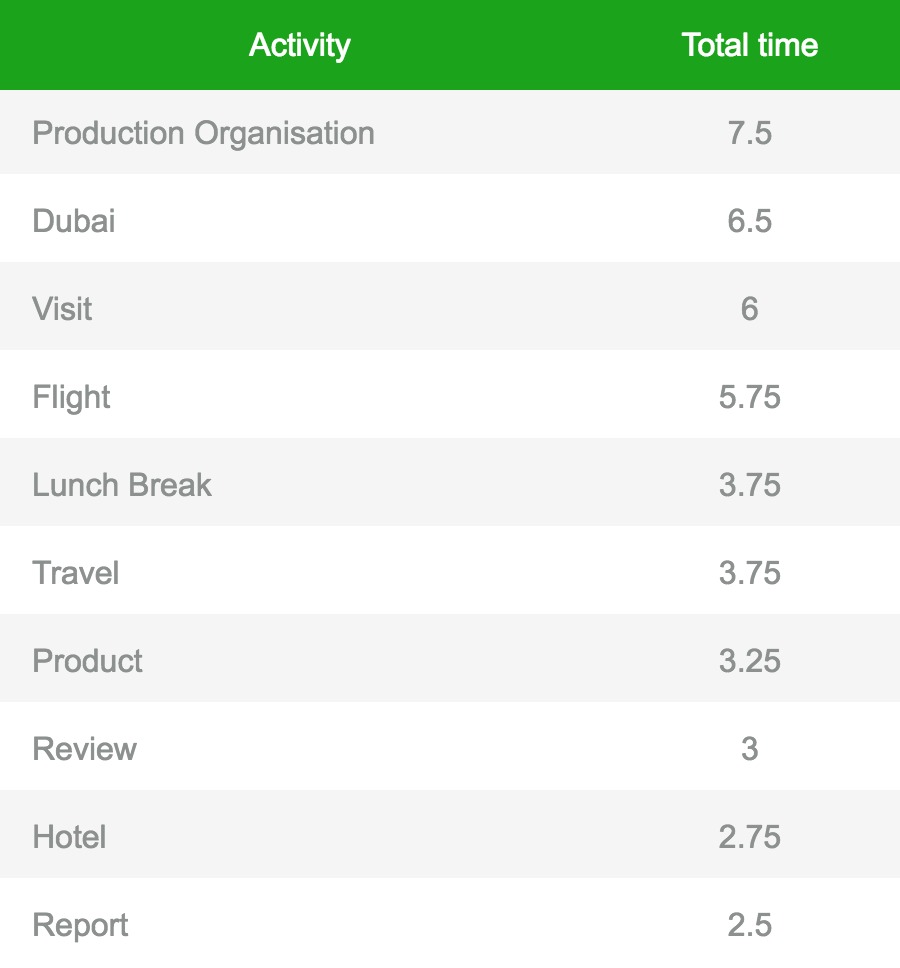 Activity Total time
Production Organisation 7.5
Dubai 6.5
Visit 6
Flight 5.75
Lunch Break 3.75
Travel 3.75
Product 3.25
Review 3
Hotel 2.75
Report 2.5